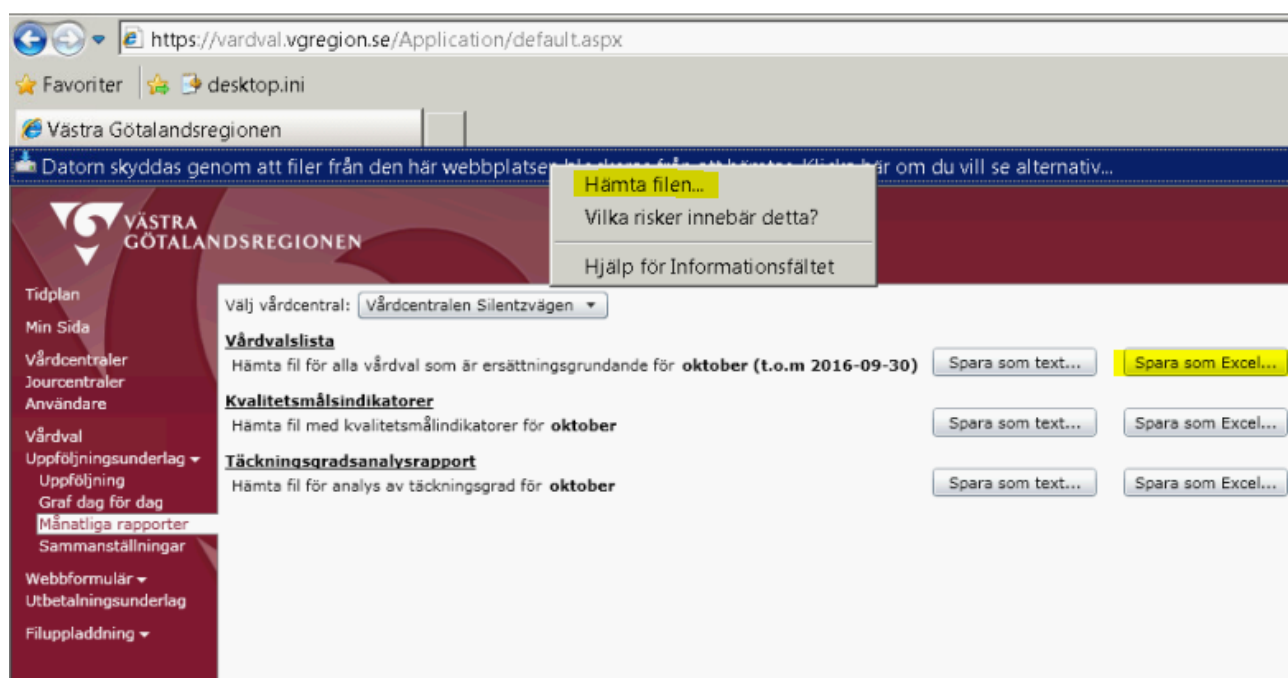 https://vardval.vgregion.se/Application/default.aspx
Favoriter desktop.ini
Västra Götalandsregionen
Datorn skyddas genom att filer från den här webbplatsen
är om du vill se alternativ...
Hämta filen...
Vilka risker innebär detta?
Hjälp för Informationsfältet
VÄSTRA
GÖTALANDSREGIONEN
Tidplan
Min Sida
Vårdcentraler
Jourcentraler
Användare
Vårdval
Uppföljningsunderlag
Uppföljning
Graf dag för dag
Månatliga rapporter
Sammanställningar
Webbformulär
Utbetalningsunderlag
Filuppladdning
Välj vårdcentral: Vårdcentralen Silentzvägen
Vårdvalslista
Hämta fil för alla vårdval som är ersättningsgrundande för oktober (t.o.m 2016-09-30) Spara som text... Spara som Excel...
Kvalitetsmålsindikatorer
Hämta fil med kvalitetsmålindikatorer för oktober Spara som text... Spara som Excel...
Täckningsgradsanalysrapport
Hämta fil för analys av täckningsgrad för oktober Spara som text... Spara som Excel...